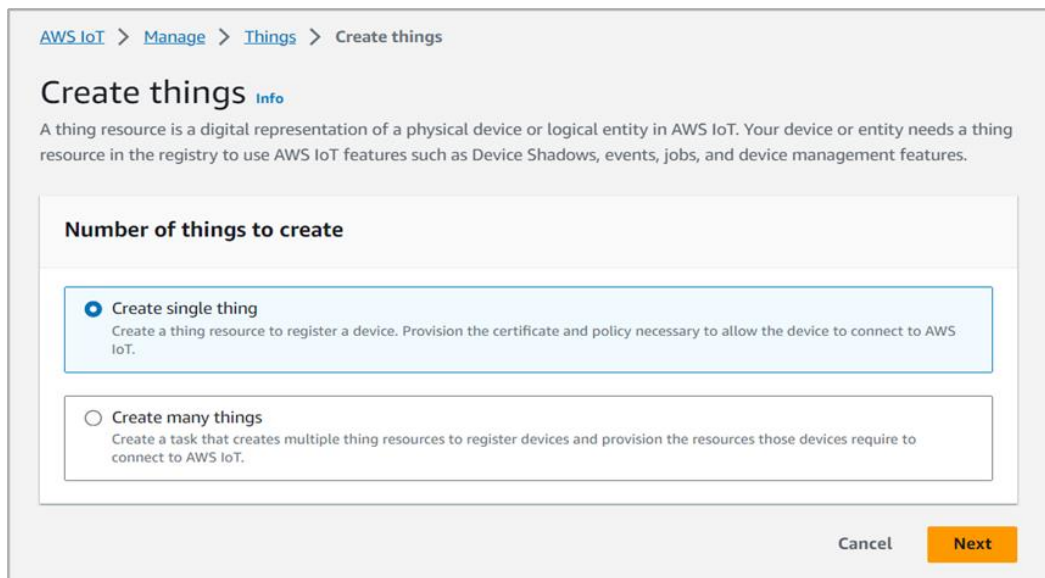 AWS IoT > Manage > Things > Create things
Create things Info
A thing resource is a digital representation of a physical device or logical entity in AWS IoT. Your device or entity needs a thing
resource in the registry to use AWS IoT features such as Device Shadows, events, jobs, and device management features.
Number of things to create
Create single thing
Create a thing resource to register a device. Provision the certificate and policy necessary to allow the device to connect to AWS
IoT.
Create many things
Create a task that creates multiple thing resources to register devices and provision the resources those devices require to
connect to AWS IoT.
Cancel Next